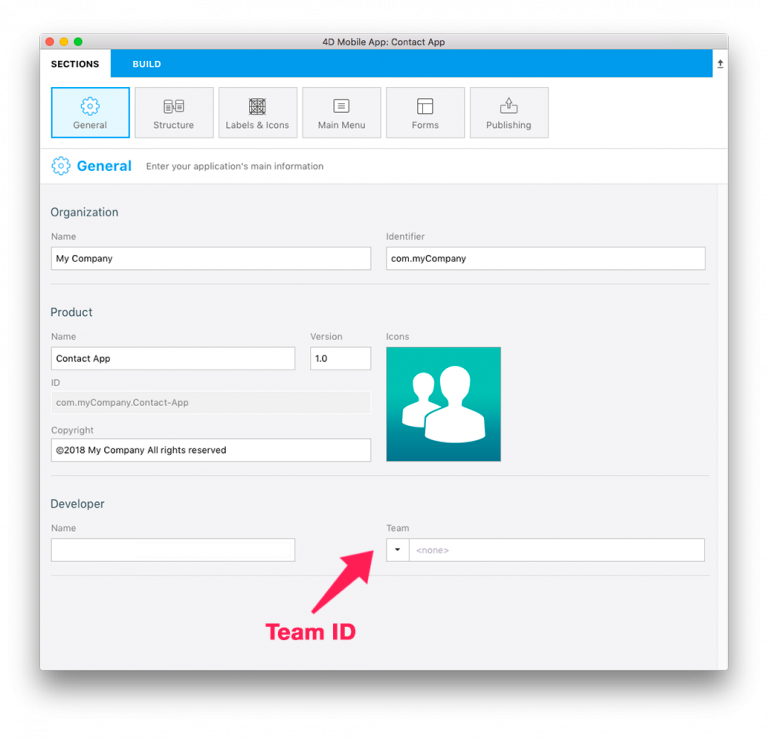 4D Mobile App: Contact App
SECTIONS BUILD
General Structure Labels & Icons Main Menu Forms Publishing
General Enter your application's main information
Organization
Name Identifier
My Company com.myCompany
Product
Name Version Icons
Contact App 1.0
ID
com.myCompany.Contact-App
Copyright
©2018 My Company All rights reserved
Developer
Name Team
<none>
Team ID